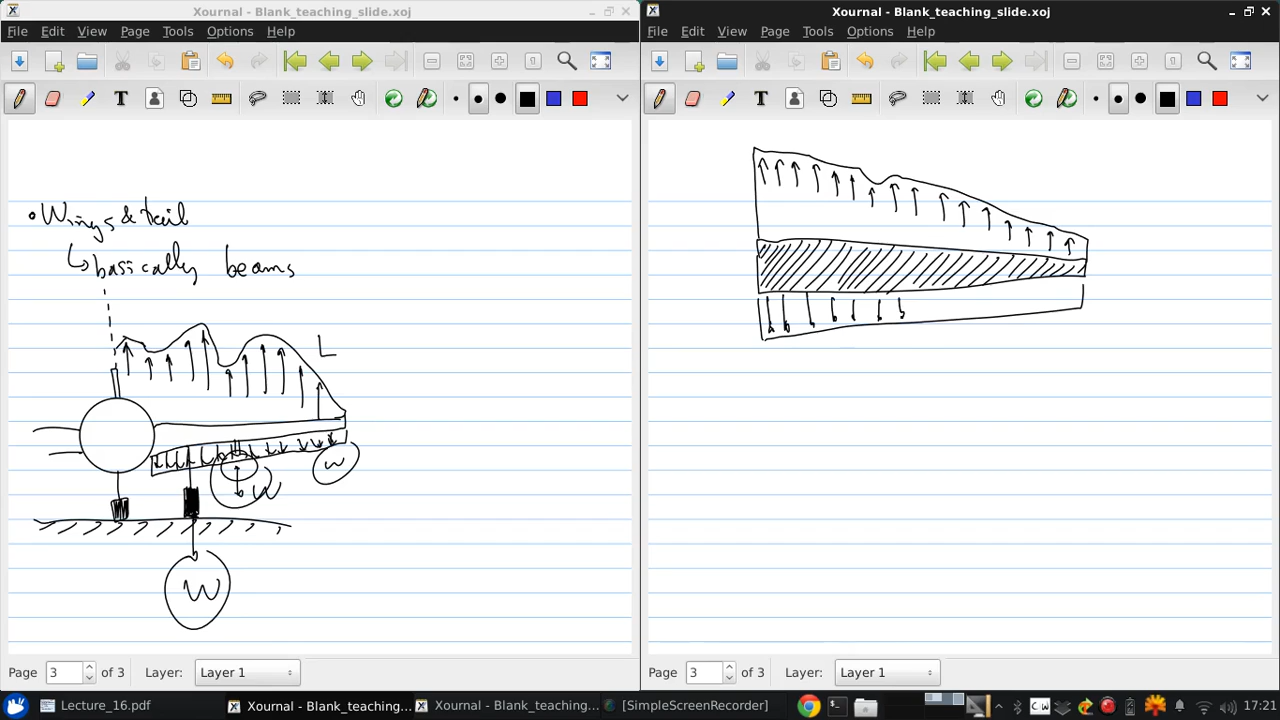 Xournal - Blank_teaching_slide.xoj
File Edit View Page Tools Options Help
• Wings & tail
↳ basically beams
L
W
W
W
Page 3 of 3 Layer: Layer 1
Xournal - Blank_teaching_slide.xoj
File Edit View Page Tools Options Help
Page 3 of 3 Layer: Layer 1
Lecture_16.pdf Xournal - Blank_teaching... Xournal - Blank_teaching... [SimpleScreenRecorder] 17:21